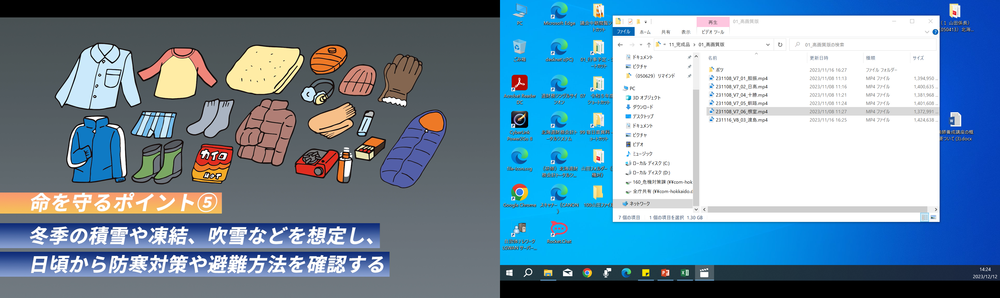 カイロ
HOT
命を守るポイント⑤
冬季の積雪や凍結、吹雪などを想定し、
日頃から防寒対策や避難方法を確認する
PC
Microsoft Edge
議会中継閲覧シ
トカット
ごみ箱
desknet's(PC)
01_行事予定 - シ
ートカット
Acrobat Reader
DC
道財務シングルサイ
ンオン
07 令和５年度
ショートカット
CyberLink
Power2Go 8
北海道財務会計ト
ータルシステム
99 宿日直資料 -
ョートカット
file-icon.svg
（研修）北海道財
務会計トータルシ...
山田フォルダー（
機対）
Google Chrome
スキャナー（CANON
）
100山田ファイル
自治体テレワーク
LGWAN サーバー...
Rocket.Chat
再生
01_高画質版
ファイル
ホーム
共有
表示
ビデオ ツール
« 11_完成品 › 01_高画質版
01_高画質版の検索
ドキュメント
ピクチャ
（050629）リマインド
PC
3D オブジェクト
ダウンロード
デスクトップ
ドキュメント
ピクチャ
ビデオ
ミュージック
ローカル ディスク (C:)
ローカル ディスク (D:)
160_危機対策課 (¥¥com-hok
全庁共有 (¥¥com-hokkaido.c
ネットワーク
名前 更新日時 種類 サイズ
ボツ 2023/11/16 16:27 ファイル フォルダー
231108_V7_01_胆振.mp4 2023/11/08 11:13 MP4 ファイル 1,394,950 ...
231108_V7_02_日高.mp4 2023/11/08 11:16 MP4 ファイル 1,400,635 ...
231108_V7_04_十勝.mp4 2023/11/08 11:21 MP4 ファイル 1,381,968 ...
231108_V7_05_釧路.mp4 2023/11/08 11:24 MP4 ファイル 1,401,608 ...
231108_V7_06_根室.mp4 2023/11/08 11:27 MP4 ファイル 1,372,991 ...
231116_V8_03_渡島.mp4 2023/11/16 16:25 MP4 ファイル 1,424,638 ...
7 個の項目 1 個の項目を選択 1.30 GB
（１ 山田係長）
（050413）北海...
講師養成講座の概
要ついて (3).docx
14:24
2023/12/12